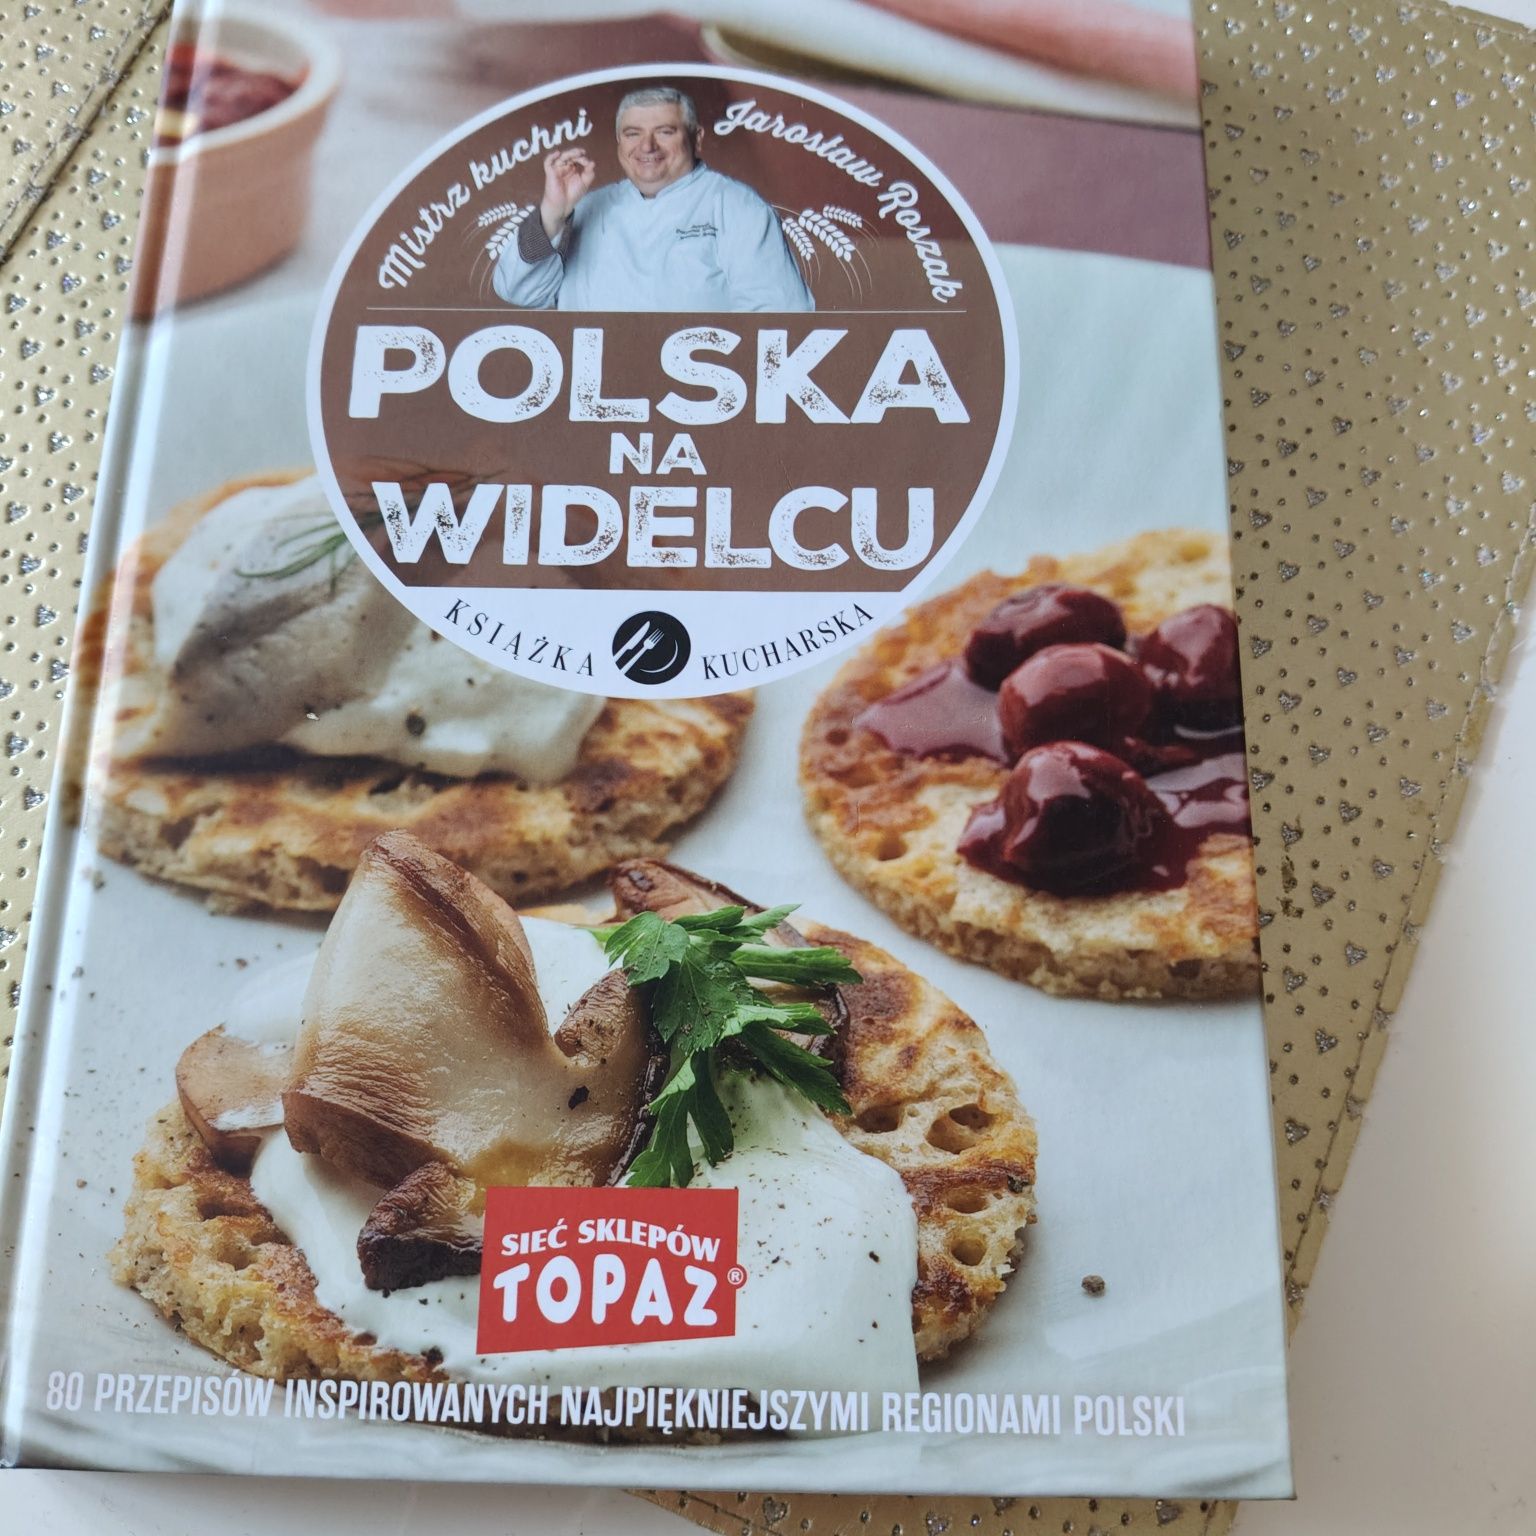 Mistrz kuchni Jarosław Roszak
POLSKA
NA
WIDELCU
KSIĄŻKA KUCHARSKA
SIEĆ SKLEPÓW
TOPAZ®
80 PRZEPISÓW INSPIROWANYCH NAJPIĘKNIEJSZYMI REGIONAMI POLSKI